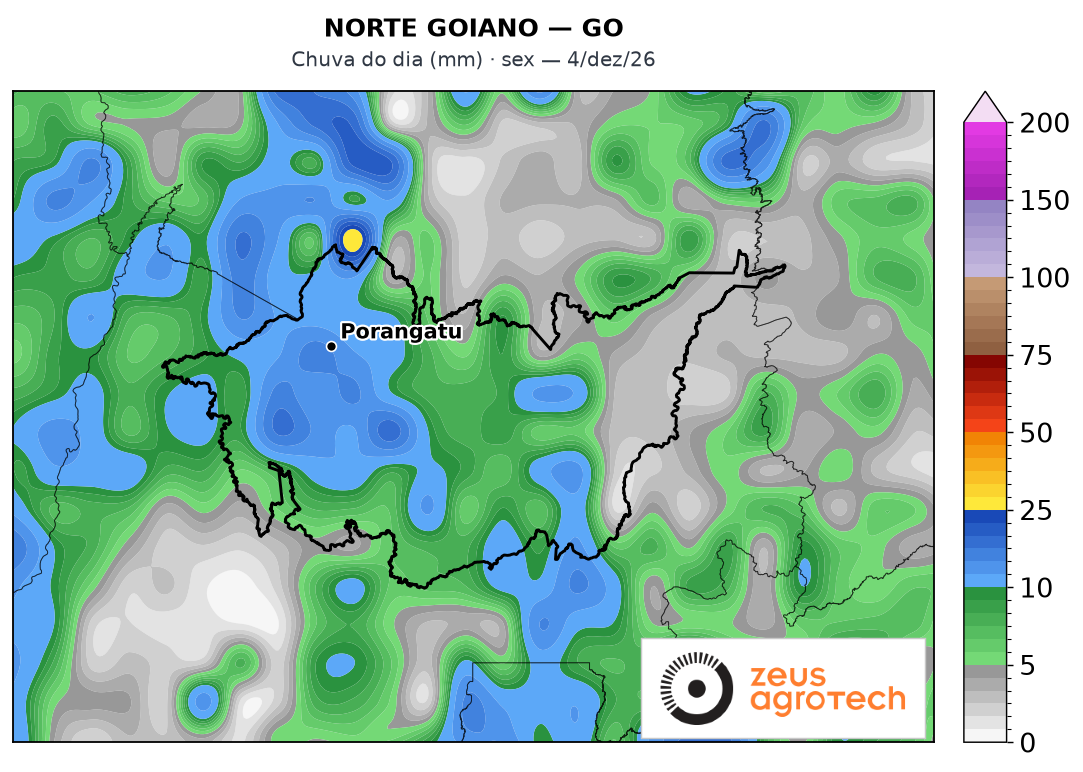 NORTE GOIANO — GO
Chuva do dia (mm) · sex — 4/dez/26
Porangatu
200
150
100
75
50
25
10
5
0
zeus
agrotech